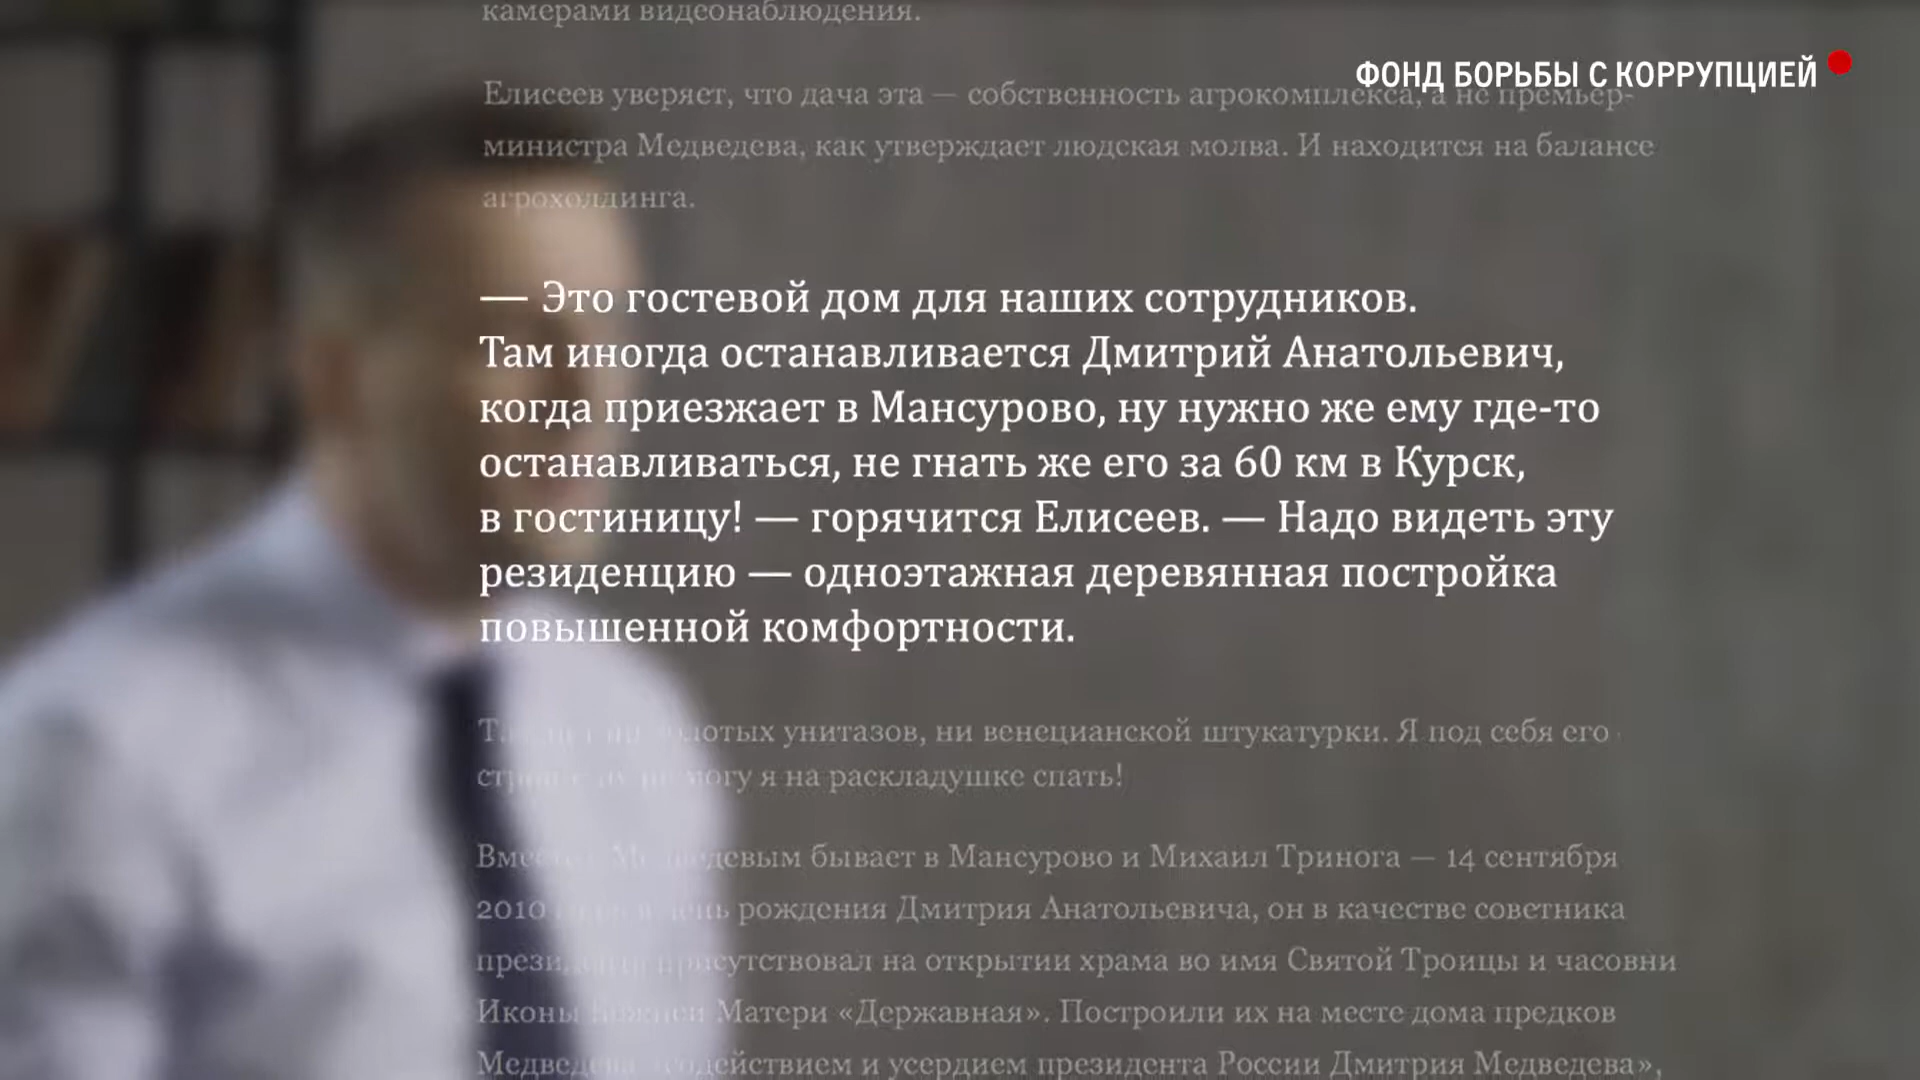 камерами видеонаблюдения.
ФОНД БОРЬБЫ С КОРРУПЦИЕЙ
Елисеев уверяет, что дача эта — собственность агрокомплекса, а не премьер-
министра Медведева, как утверждает людская молва. И находится на балансе
агрохолдинга.
— Это гостевой дом для наших сотрудников.
Там иногда останавливается Дмитрий Анатольевич,
когда приезжает в Мансурово, ну нужно же ему где-то
останавливаться, не гнать же его за 60 км в Курск,
в гостиницу! — горячится Елисеев. — Надо видеть эту
резиденцию — одноэтажная деревянная постройка
повышенной комфортности.
унитазов, ни венецианской штукатурки. Я под себя его
я на раскладушке спать!
бывает в Мансурово и Михаил Тринога — 14 сентября
2010 рождения Дмитрия Анатольевича, он в качестве советника
присутствовал на открытии храма во имя Святой Троицы и часовни
Иконы Матери «Державная». Построили их на месте дома предков
и усердием президента России Дмитрия Медведева»,